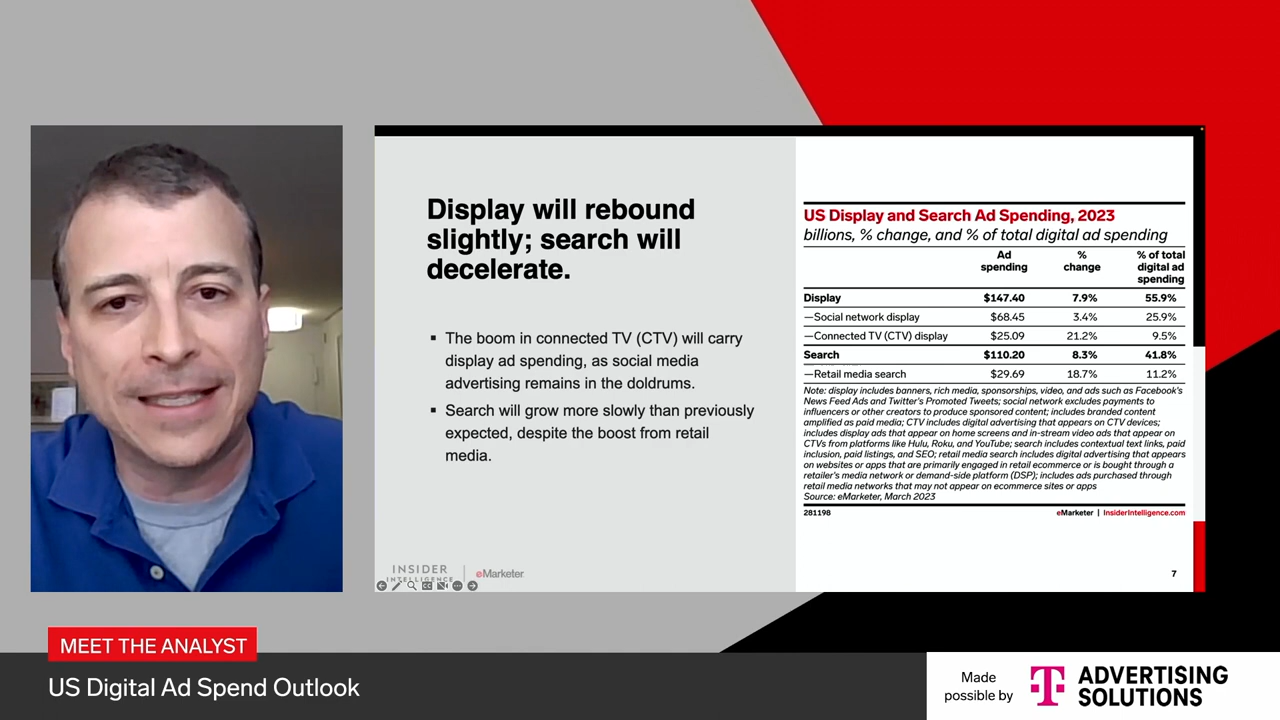 Display will rebound
slightly; search will
decelerate.
▪ The boom in connected TV (CTV) will carry
display ad spending, as social media
advertising remains in the doldrums.
▪ Search will grow more slowly than previously
expected, despite the boost from retail
media.
INSIDER
INTELLIGENCE
eMarketer
US Display and Search Ad Spending, 2023
billions, % change, and % of total digital ad spending
Ad spending % change % of total digital ad spending
Display $147.40 7.9% 55.9%
—Social network display $68.45 3.4% 25.9%
—Connected TV (CTV) display $25.09 21.2% 9.5%
Search $110.20 8.3% 41.8%
—Retail media search $29.69 18.7% 11.2%
Note: display includes banners, rich media, sponsorships, video, and ads such as Facebook's
News Feed Ads and Twitter's Promoted Tweets; social network excludes payments to
influencers or other creators to produce sponsored content; includes branded content
amplified as paid media; CTV includes digital advertising that appears on CTV devices;
includes display ads that appear on home screens and in-stream video ads that appear on
CTVs from platforms like Hulu, Roku, and YouTube; search includes contextual text links, paid
inclusion, paid listings, and SEO; retail media search includes digital advertising that appears
on websites or apps that are primarily engaged in retail ecommerce or is bought through a
retailer's media network or demand-side platform (DSP); includes ads purchased through
retail media networks that may not appear on ecommerce sites or apps
Source: eMarketer, March 2023
281198 eMarketer | InsiderIntelligence.com
7
MEET THE ANALYST
US Digital Ad Spend Outlook
Made
possible by
T ADVERTISING
SOLUTIONS